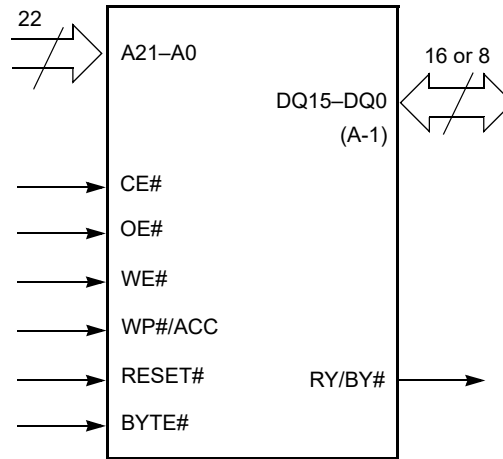 22
A21–A0
16 or 8
DQ15–DQ0
(A-1)
CE#
OE#
WE#
WP#/ACC
RESET#
RY/BY#
BYTE#